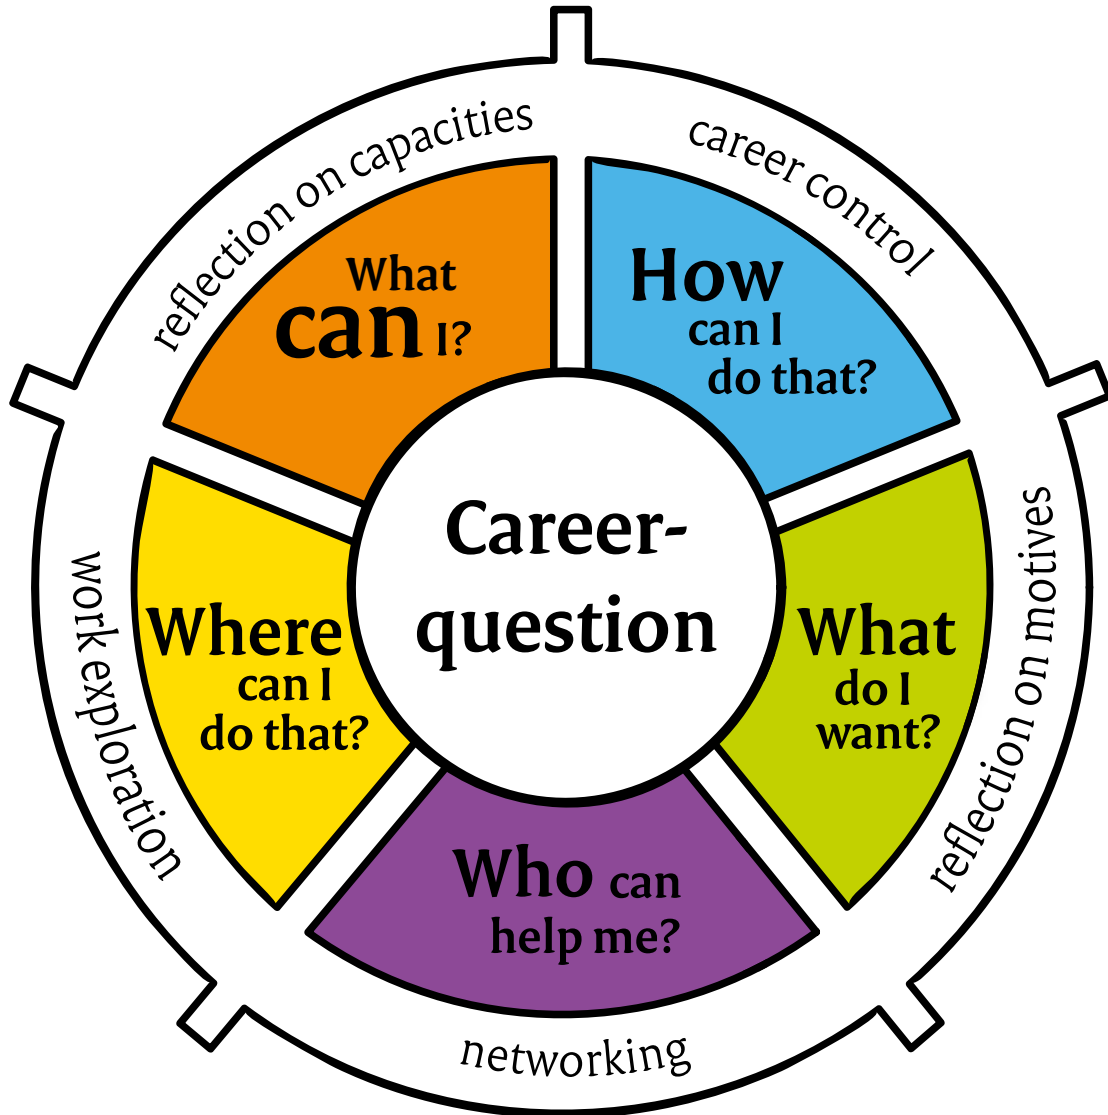 reflection on capacities
career control
What
can I?
How
can I
do that?
Career-
question
Where
can I
do that?
What
do I
want?
work exploration
reflection on motives
Who can
help me?
networking